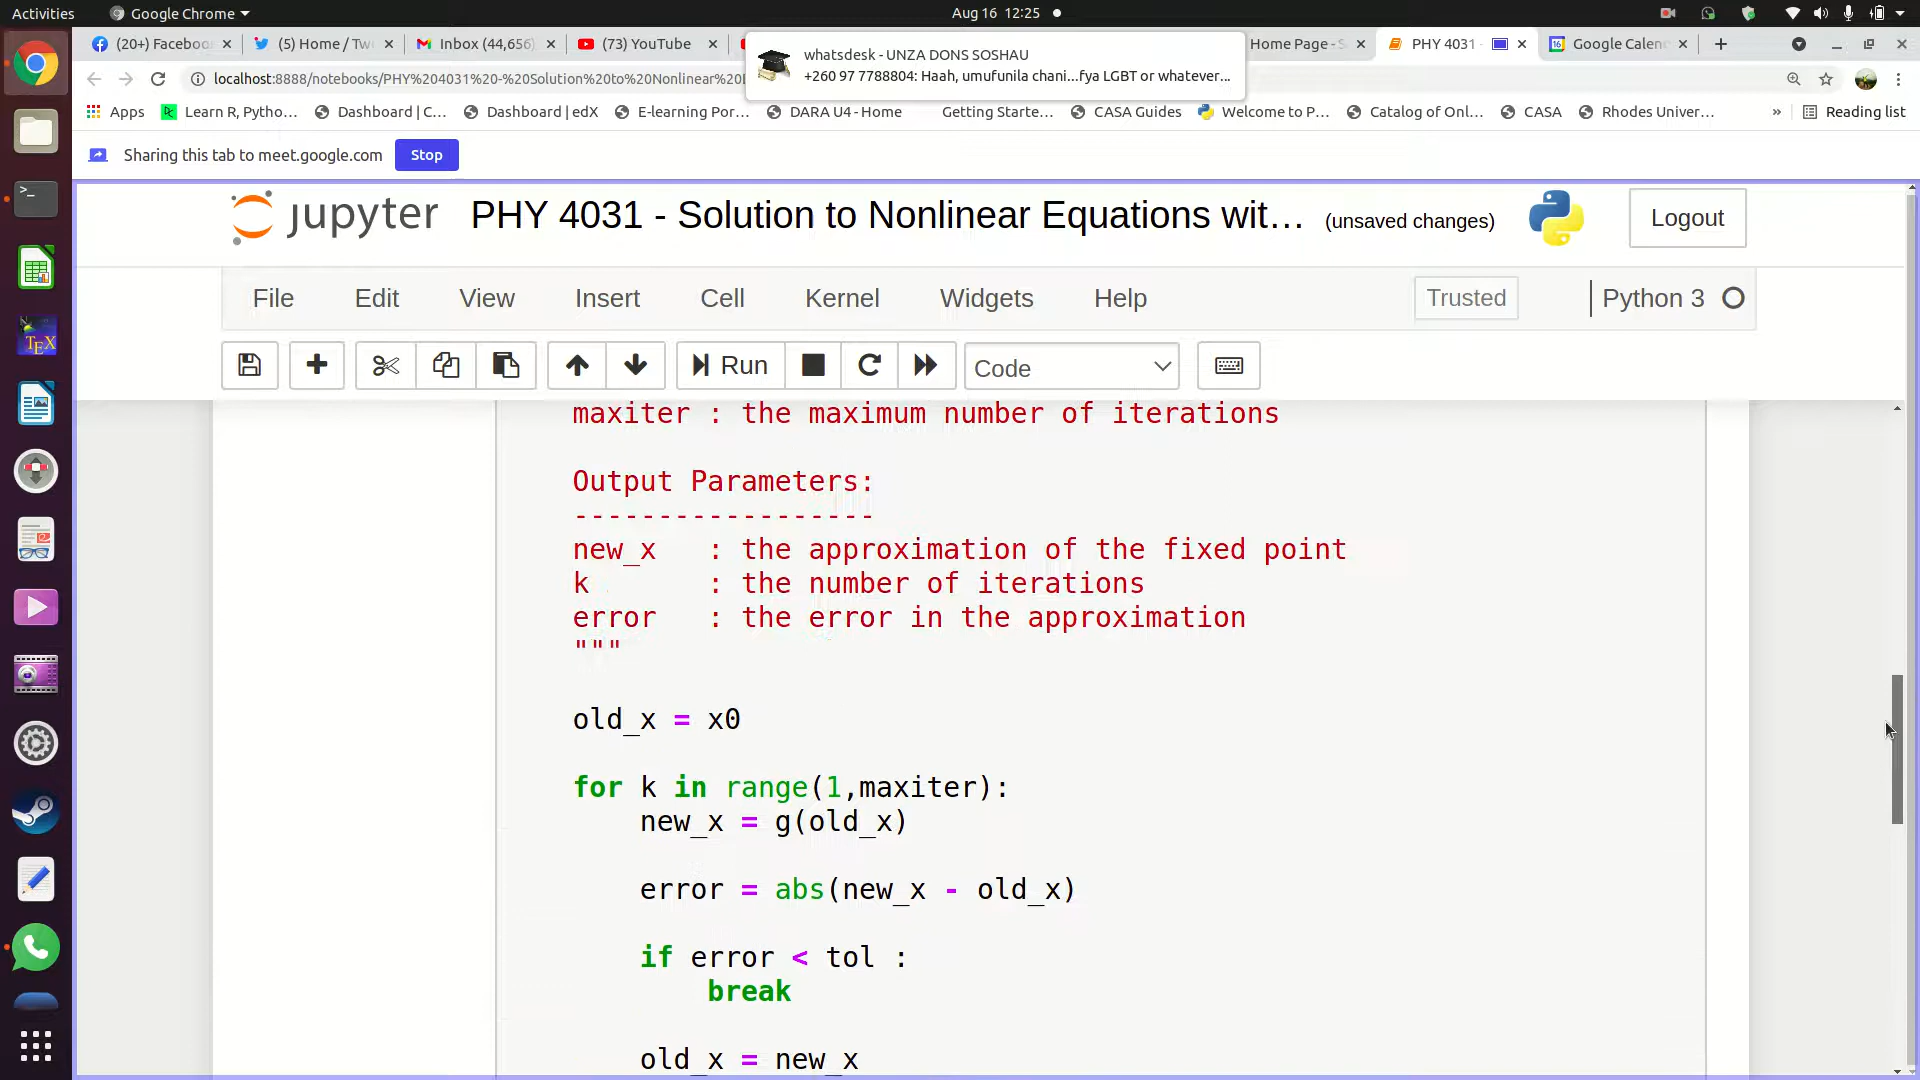 Activities
Google Chrome
Aug 16 12:25
(20+) Faceboo
(5) Home / Tw
Inbox (44,656)
(73) YouTube
Home Page - S
PHY 4031 -
Google Calen
whatsdesk - UNZA DONS SOSHAU
+260 97 7788804: Haah, umufunila chani...fya LGBT or whatever...
localhost:8888/notebooks/PHY%204031%20-%20Solution%20to%20Nonlinear%20
Apps
Learn R, Pytho...
Dashboard | C...
Dashboard | edX
E-learning Por...
DARA U4 - Home
Getting Starte...
CASA Guides
Welcome to P...
Catalog of Onl...
CASA
Rhodes Univer...
»
Reading list
Sharing this tab to meet.google.com
Stop
jupyter
PHY 4031 - Solution to Nonlinear Equations wit...
(unsaved changes)
Logout
File
Edit
View
Insert
Cell
Kernel
Widgets
Help
Trusted
Python 3
Run
Code
maxiter : the maximum number of iterations
Output Parameters:
------------------
new_x   : the approximation of the fixed point
k       : the number of iterations
error   : the error in the approximation
"""
old_x = x0
for k in range(1,maxiter):
new_x = g(old_x)
error = abs(new_x - old_x)
if error < tol :
break
old_x = new_x
TEX